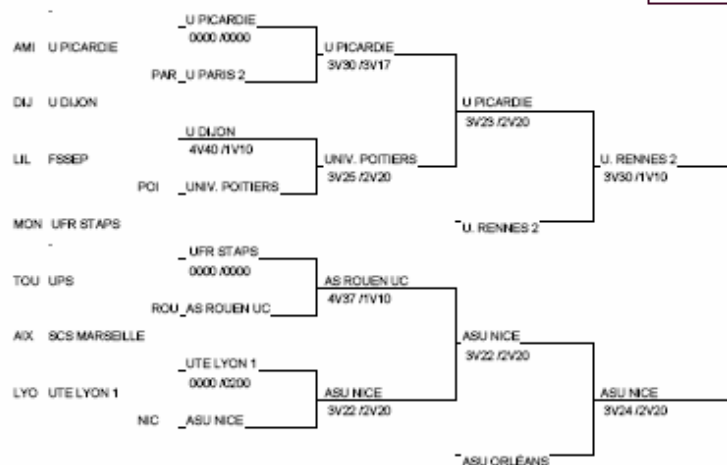 -
U PICARDIE
0000 /0000
AMI U PICARDIE
U PICARDIE
3V30 /3V17
PAR U PARIS 2
DIJ U DIJON
U PICARDIE
3V23 /2V20
U DIJON
4V40 /1V10
LIL FSSEP
UNIV. POITIERS
3V25 /2V20
U. RENNES 2
3V30 /1V10
POI UNIV. POITIERS
MON UFR STAPS
U. RENNES 2
-
UFR STAPS
0000 /0000
TOU UPS
AS ROUEN UC
4V37 /1V10
ROU AS ROUEN UC
AIX SCS MARSEILLE
ASU NICE
3V22 /2V20
UTE LYON 1
0000 /0200
LYO UTE LYON 1
ASU NICE
3V22 /2V20
ASU NICE
3V24 /2V20
NIC ASU NICE
ASU ORLÉANS